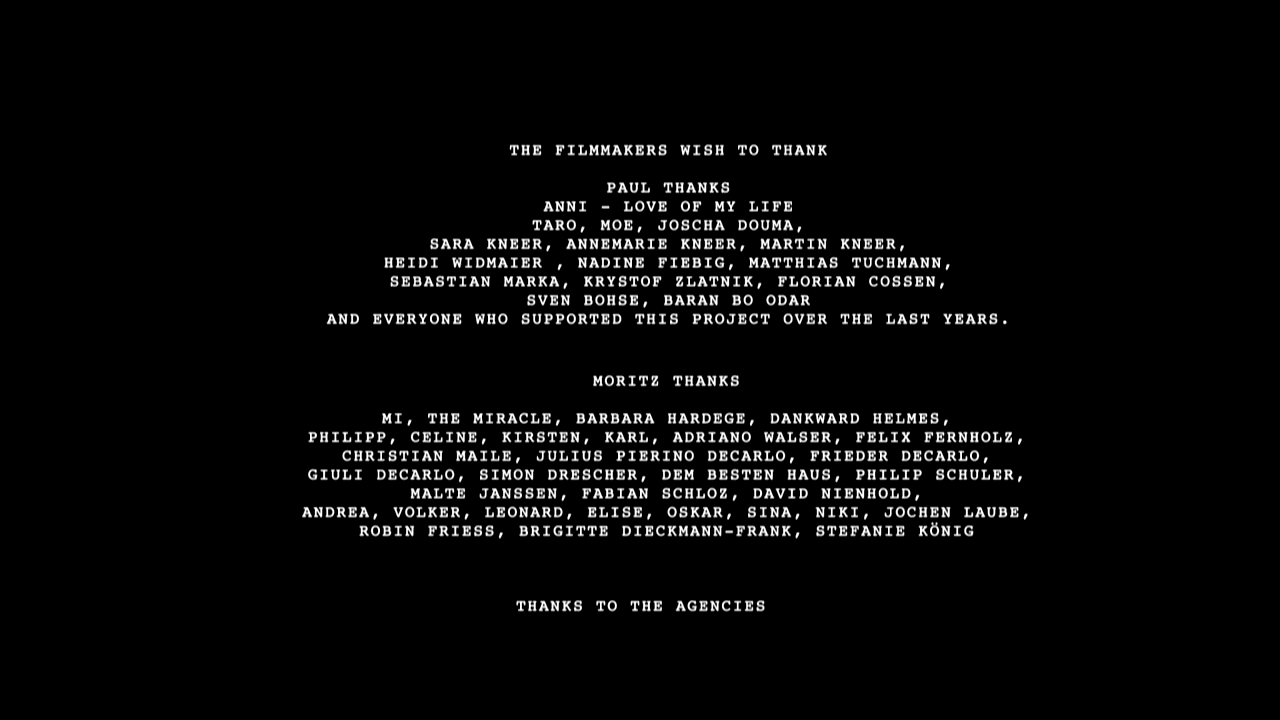 THE FILMMAKERS WISH TO THANK
PAUL THANKS
ANNI - LOVE OF MY LIFE
TARO, MOE, JOSCHA DOUMA,
SARA KNEER, ANNEMARIE KNEER, MARTIN KNEER,
HEIDI WIDMAIER , NADINE FIEBIG, MATTHIAS TUCHMANN,
SEBASTIAN MARKA, KRYSTOF ZLATNIK, FLORIAN COSSEN,
SVEN BOHSE, BARAN BO ODAR
AND EVERYONE WHO SUPPORTED THIS PROJECT OVER THE LAST YEARS.
MORITZ THANKS
MI, THE MIRACLE, BARBARA HARDEGE, DANKWARD HELMES,
PHILIPP, CELINE, KIRSTEN, KARL, ADRIANO WALSER, FELIX FERNHOLZ,
CHRISTIAN MAILE, JULIUS PIERINO DECARLO, FRIEDER DECARLO,
GIULI DECARLO, SIMON DRESCHER, DEM BESTEN HAUS, PHILIP SCHULER,
MALTE JANSSEN, FABIAN SCHLOZ, DAVID NIENHOLD,
ANDREA, VOLKER, LEONARD, ELISE, OSKAR, SINA, NIKI, JOCHEN LAUBE,
ROBIN FRIESS, BRIGITTE DIECKMANN-FRANK, STEFANIE KÖNIG
THANKS TO THE AGENCIES